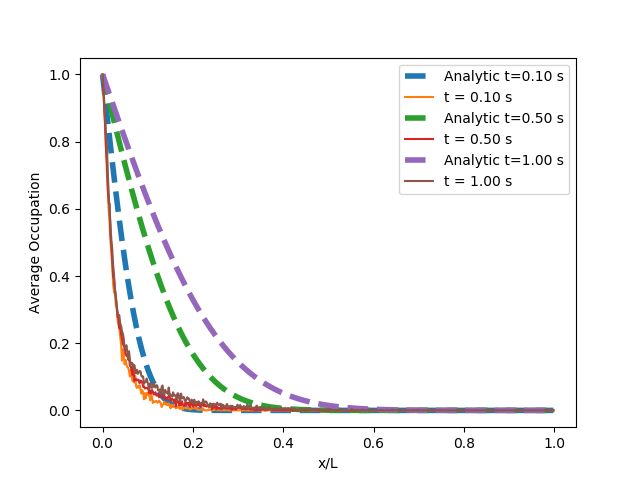 Analytic t=0.10 s
t = 0.10 s
Analytic t=0.50 s
t = 0.50 s
Analytic t=1.00 s
t = 1.00 s
Average Occupation
1.0
0.8
0.6
0.4
0.2
0.0
0.0 0.2 0.4 0.6 0.8 1.0
x/L